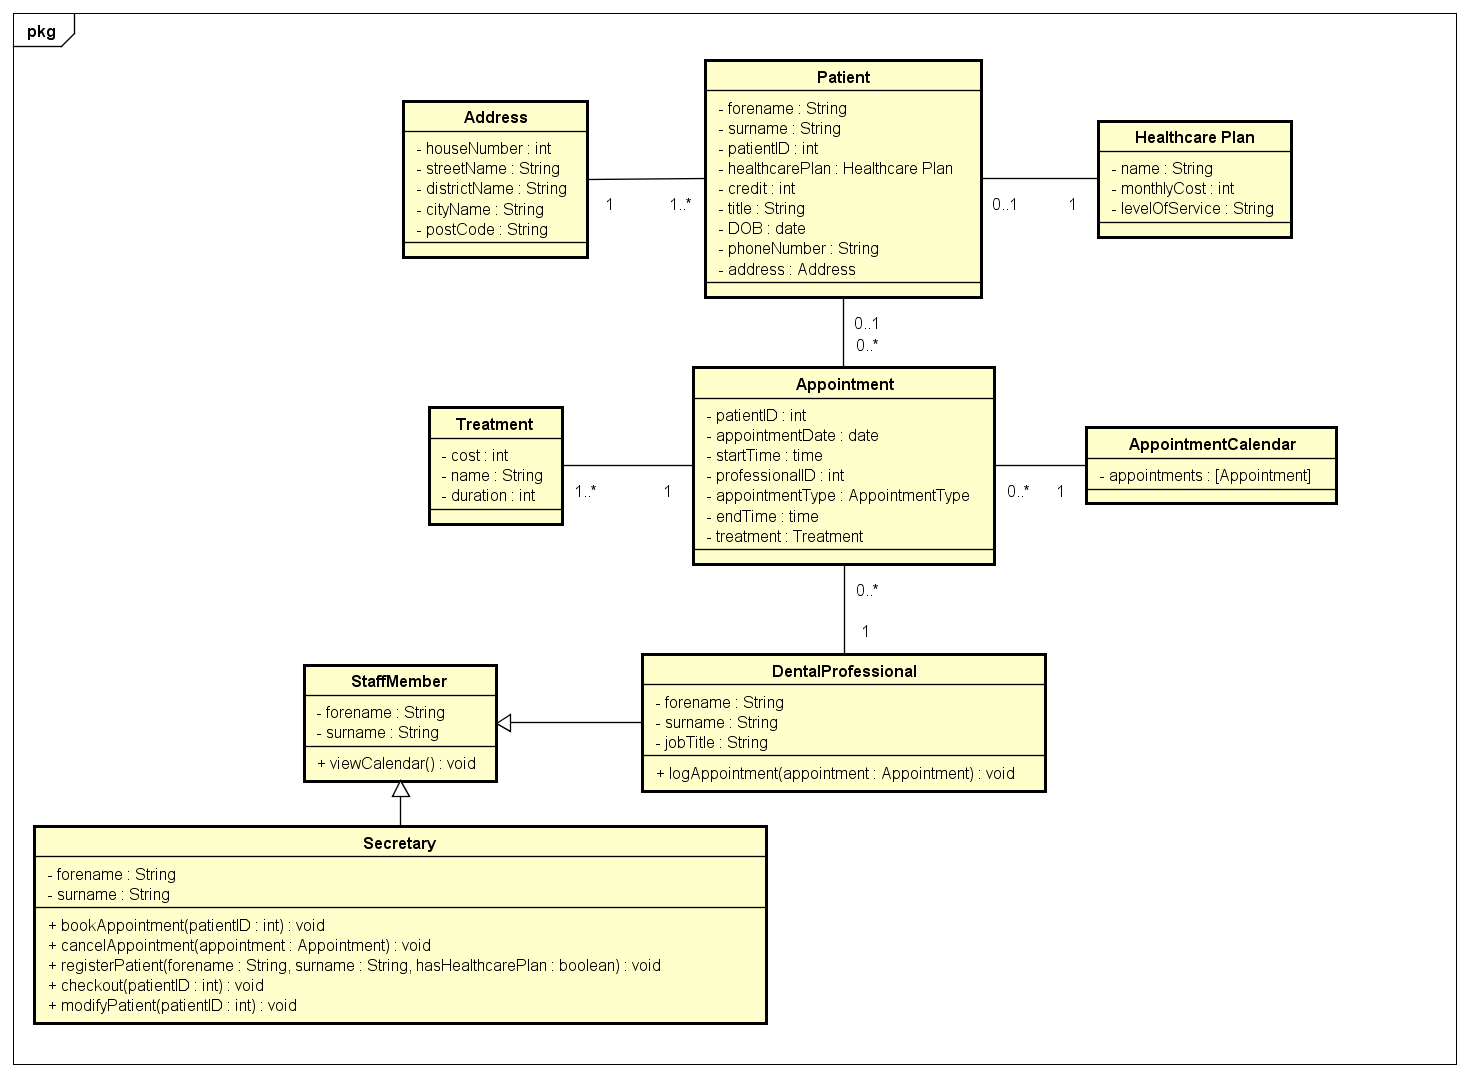 pkg
Patient
- forename : String
- surname : String
- patientID : int
- healthcarePlan : Healthcare Plan
- credit : int
- title : String
- DOB : date
- phoneNumber : String
- address : Address
Address
- houseNumber : int
- streetName : String
- districtName : String
- cityName : String
- postCode : String
Healthcare Plan
- name : String
- monthlyCost : int
- levelOfService : String
1
1..*
0..1
1
0..1
0..*
Appointment
- patientID : int
- appointmentDate : date
- startTime : time
- professionalID : int
- appointmentType : AppointmentType
- endTime : time
- treatment : Treatment
Treatment
- cost : int
- name : String
- duration : int
AppointmentCalendar
- appointments : [Appointment]
1..*
1
0..*
1
0..*
1
StaffMember
- forename : String
- surname : String
+ viewCalendar() : void
DentalProfessional
- forename : String
- surname : String
- jobTitle : String
+ logAppointment(appointment : Appointment) : void
Secretary
- forename : String
- surname : String
+ bookAppointment(patientID : int) : void
+ cancelAppointment(appointment : Appointment) : void
+ registerPatient(forename : String, surname : String, hasHealthcarePlan : boolean) : void
+ checkout(patientID : int) : void
+ modifyPatient(patientID : int) : void